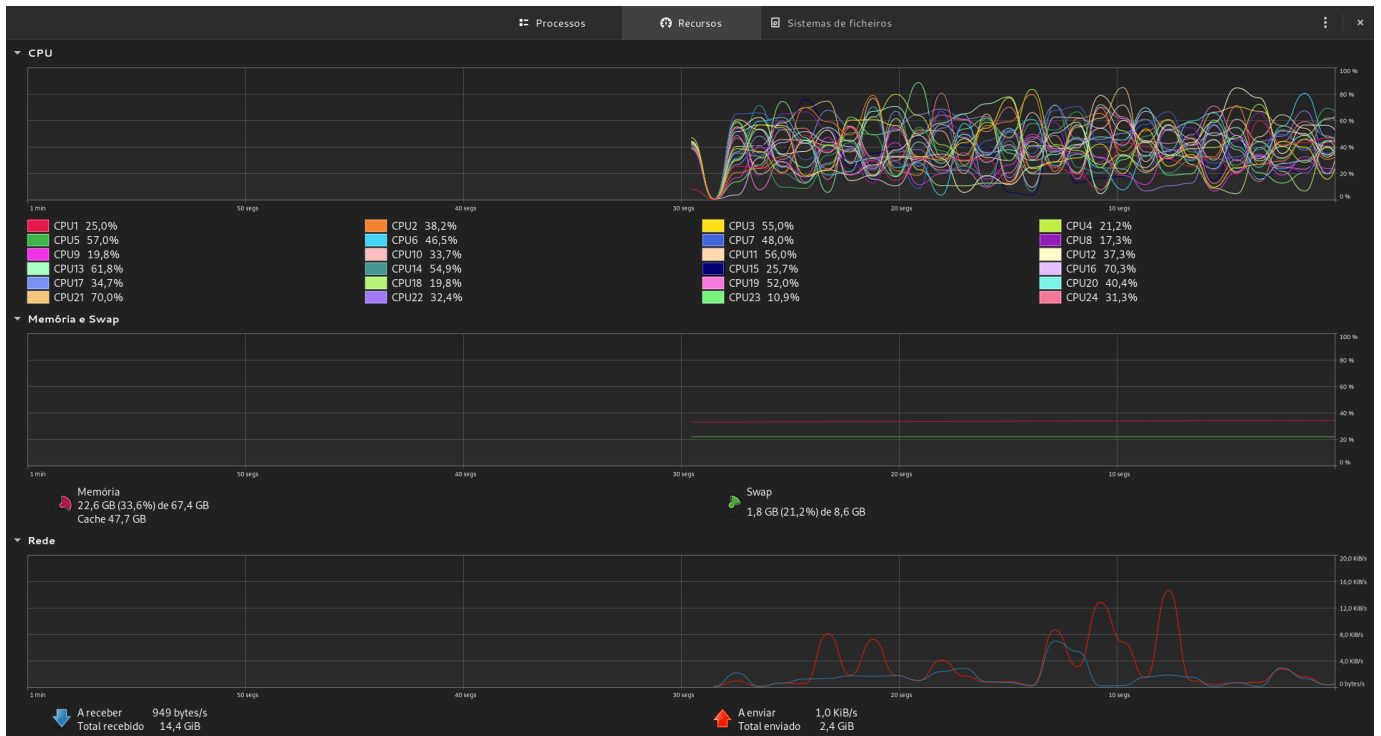 Processos Recursos Sistemas de ficheiros
CPU
100 %
80 %
60 %
40 %
20 %
0 %
1 min 50 segs 40 segs 30 segs 20 segs 10 segs
CPU1 25,0% CPU2 38,2% CPU3 55,0% CPU4 21,2%
CPU5 57,0% CPU6 46,5% CPU7 48,0% CPU8 17,3%
CPU9 19,8% CPU10 33,7% CPU11 56,0% CPU12 37,3%
CPU13 61,8% CPU14 54,9% CPU15 25,7% CPU16 70,3%
CPU17 34,7% CPU18 19,8% CPU19 52,0% CPU20 40,4%
CPU21 70,0% CPU22 32,4% CPU23 10,9% CPU24 31,3%
Memória e Swap
100 %
80 %
60 %
40 %
20 %
0 %
1 min 50 segs 40 segs 30 segs 20 segs 10 segs
Memória Swap
22,6 GB (33,6%) de 67,4 GB 1,8 GB (21,2%) de 8,6 GB
Cache 47,7 GB
Rede
20,0 KiB/s
16,0 KiB/s
12,0 KiB/s
8,0 KiB/s
4,0 KiB/s
0 bytes/s
1 min 50 segs 40 segs 30 segs 20 segs 10 segs
A receber 949 bytes/s A enviar 1,0 KiB/s
Total recebido 14,4 GiB Total enviado 2,4 GiB